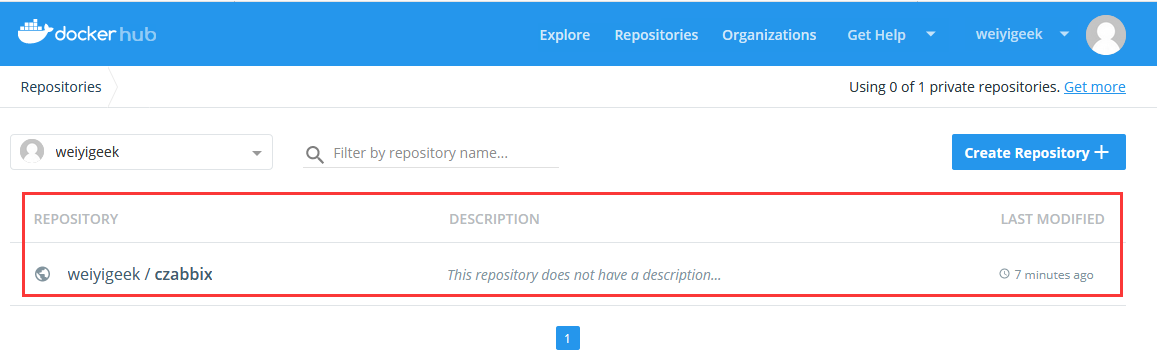 docker hub Explore Repositories Organizations Get Help weiyigeek
Repositories Using 0 of 1 private repositories. Get more
weiyigeek Filter by repository name... Create Repository +
REPOSITORY DESCRIPTION LAST MODIFIED
weiyigeek / czabbix This repository does not have a description... 7 minutes ago
1